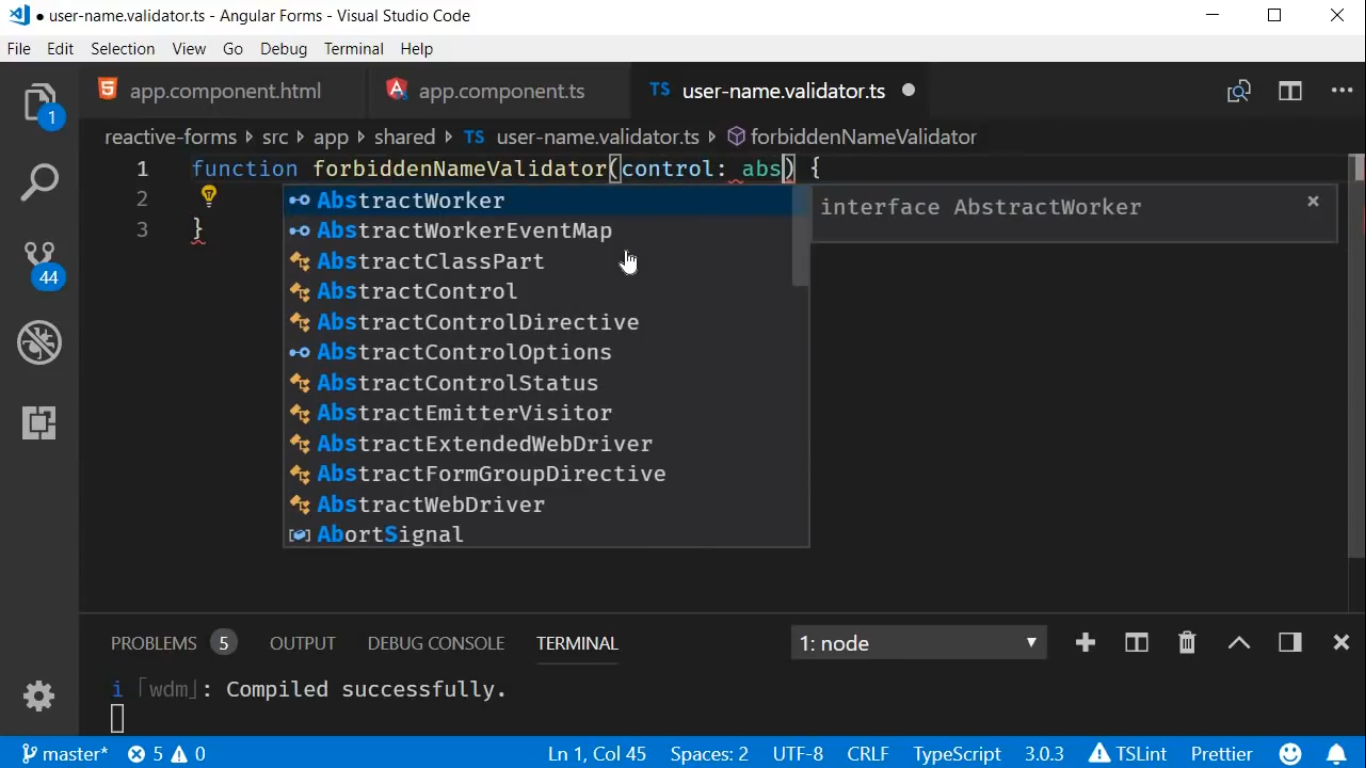 ● user-name.validator.ts - Angular Forms - Visual Studio Code
File Edit Selection View Go Debug Terminal Help
app.component.html app.component.ts TS user-name.validator.ts ●
reactive-forms ▸ src ▸ app ▸ shared ▸ TS user-name.validator.ts ▸ forbiddenNameValidator
1 function forbiddenNameValidator(control: abs) {
2
3 }
AbstractWorker
interface AbstractWorker
AbstractWorkerEventMap
AbstractClassPart
AbstractControl
AbstractControlDirective
AbstractControlOptions
AbstractControlStatus
AbstractEmitterVisitor
AbstractExtendedWebDriver
AbstractFormGroupDirective
AbstractWebDriver
AbortSignal
1
44
PROBLEMS 5 OUTPUT DEBUG CONSOLE TERMINAL 1: node
i ｢wdm｣: Compiled successfully.
master* 5 0 Ln 1, Col 45 Spaces: 2 UTF-8 CRLF TypeScript 3.0.3 TSLint Prettier